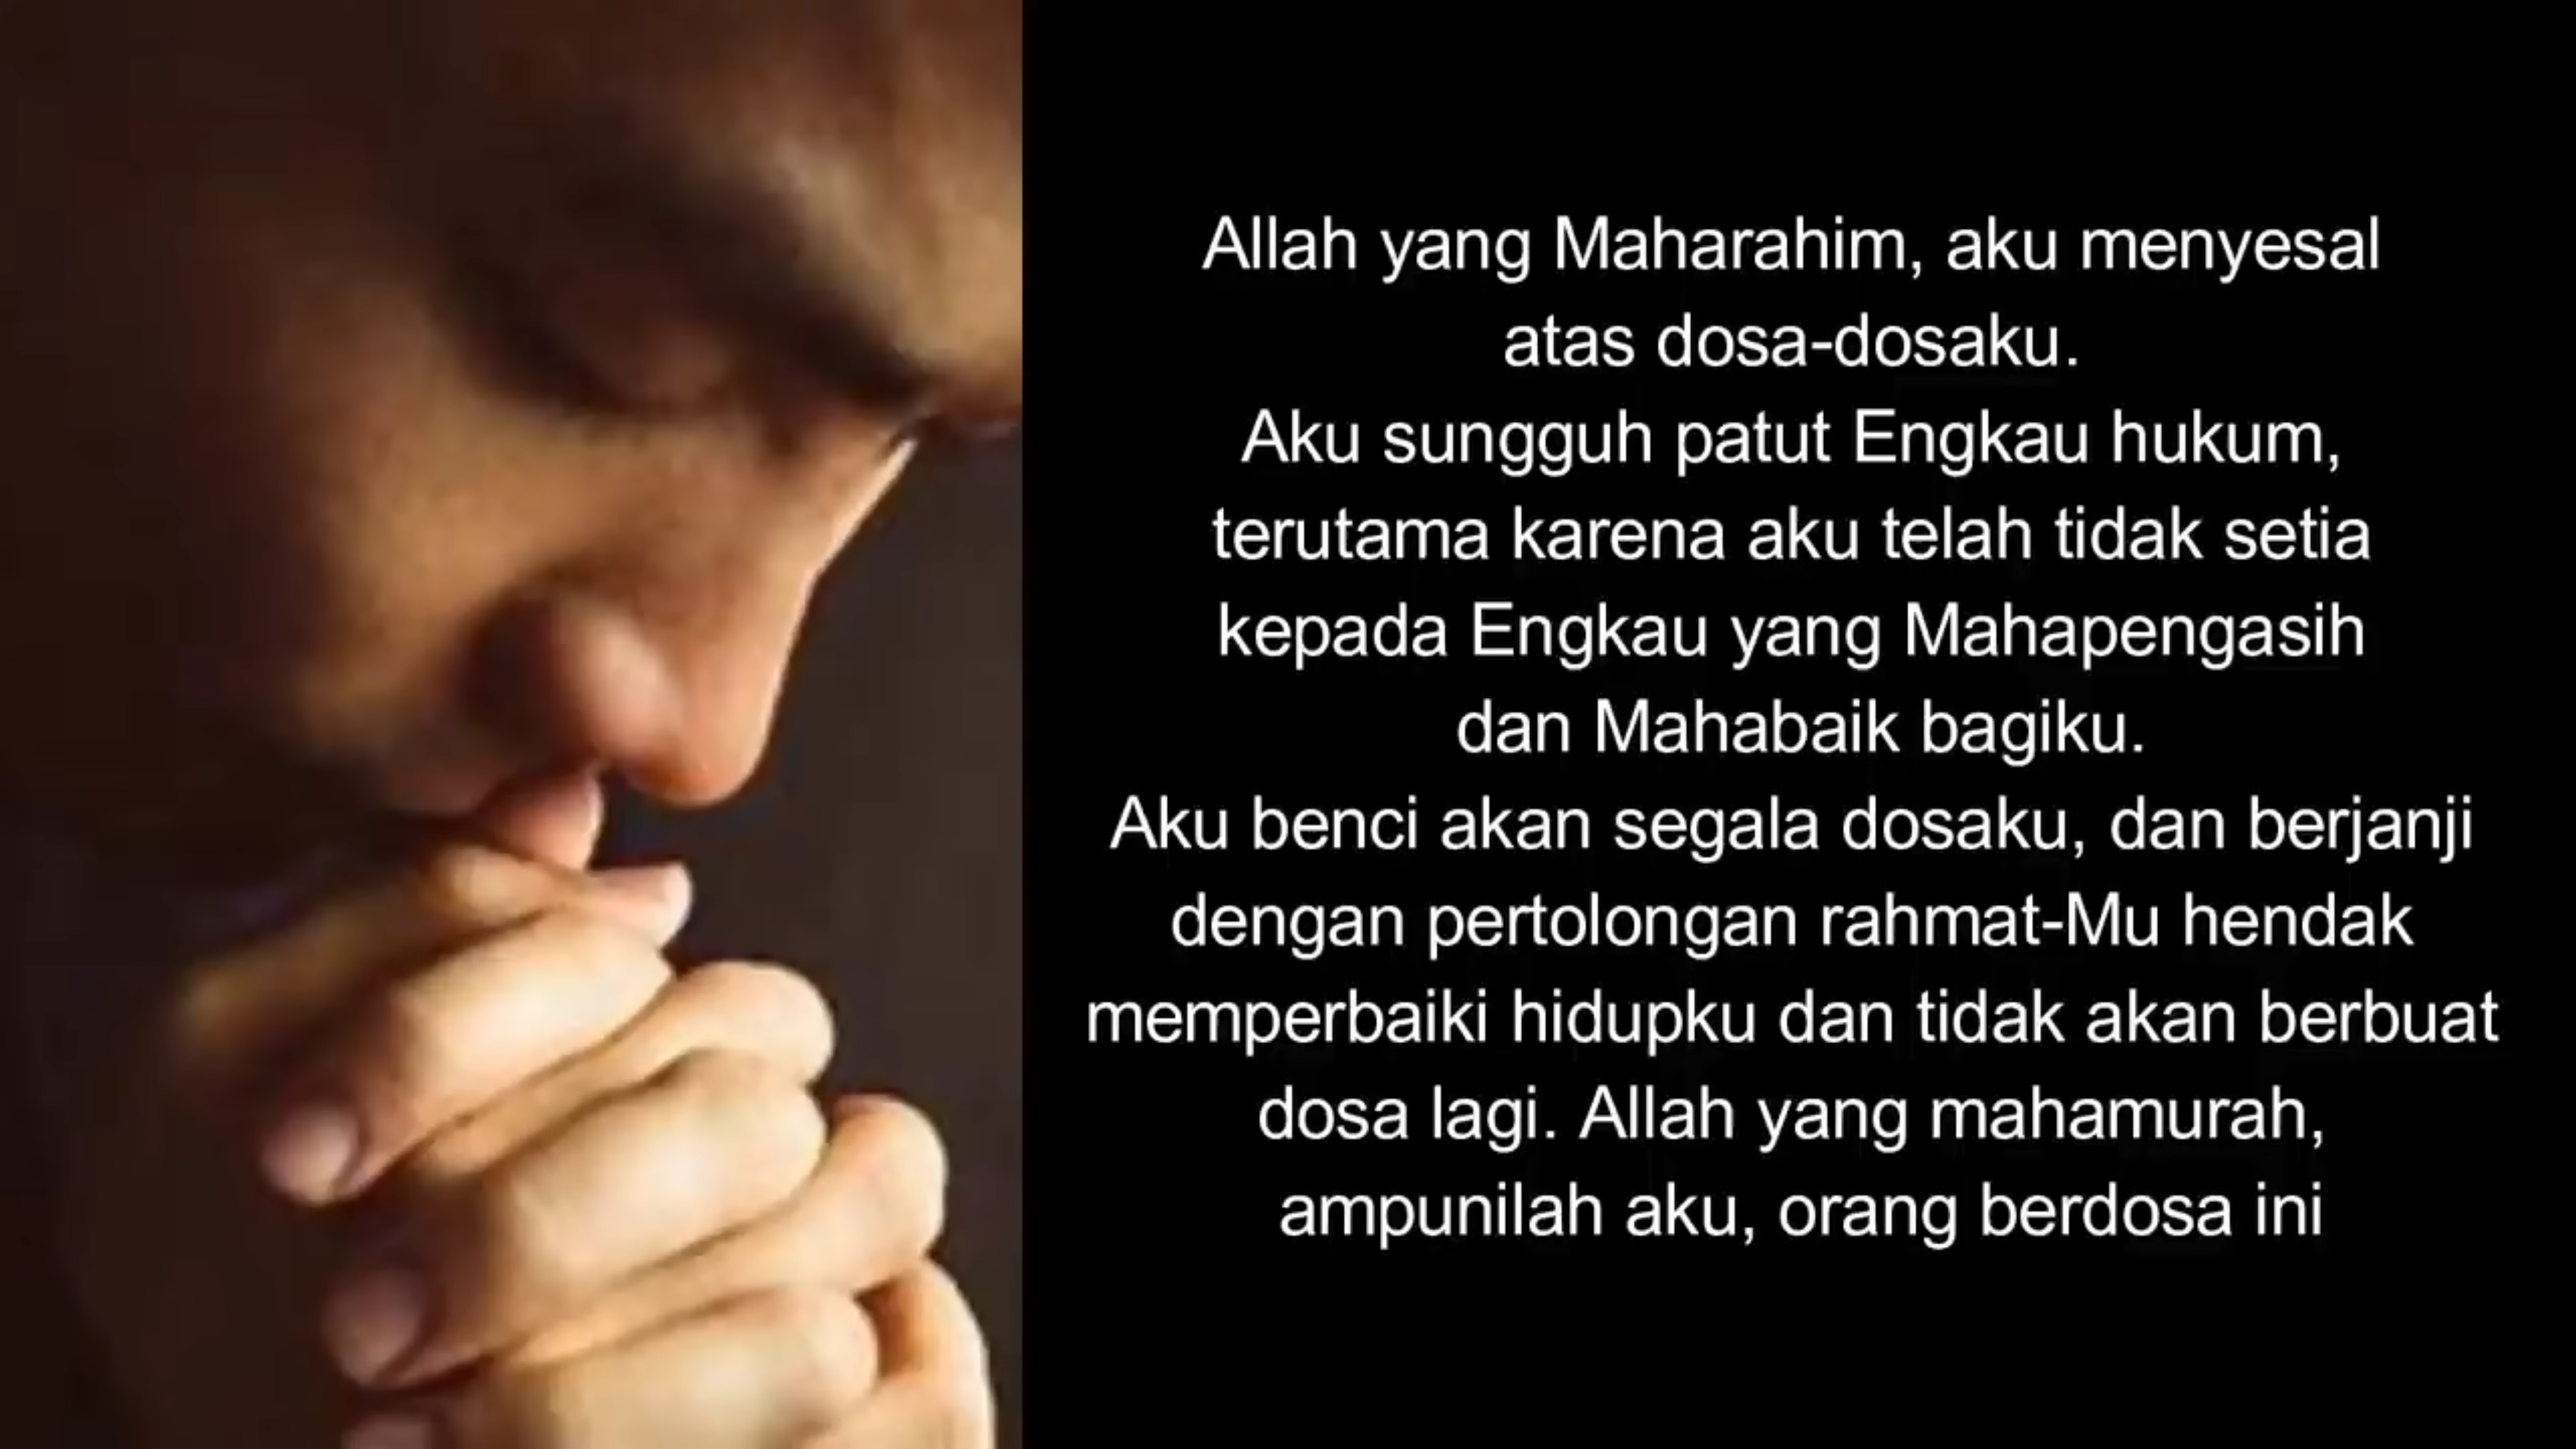 Allah yang Maharahim, aku menyesal
atas dosa-dosaku.
Aku sungguh patut Engkau hukum,
terutama karena aku telah tidak setia
kepada Engkau yang Mahapengasih
dan Mahabaik bagiku.
Aku benci akan segala dosaku, dan berjanji
dengan pertolongan rahmat-Mu hendak
memperbaiki hidupku dan tidak akan berbuat
dosa lagi. Allah yang mahamurah,
ampunilah aku, orang berdosa ini